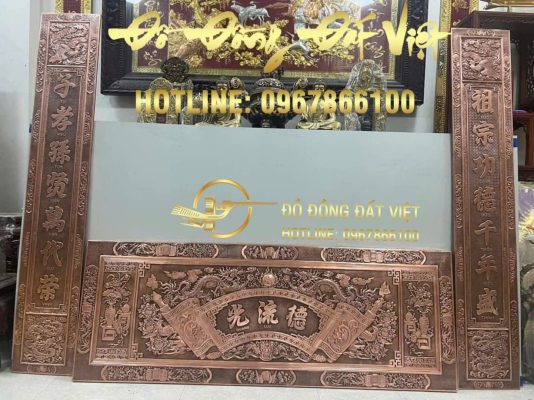 Đồ Đồng Đất Việt
HOTLINE: 0967866100
祖宗功德千年盛
子孝孫賢萬代榮
ĐỒ ĐỒNG ĐẤT VIỆT
HOTLINE: 0967866100
德流光